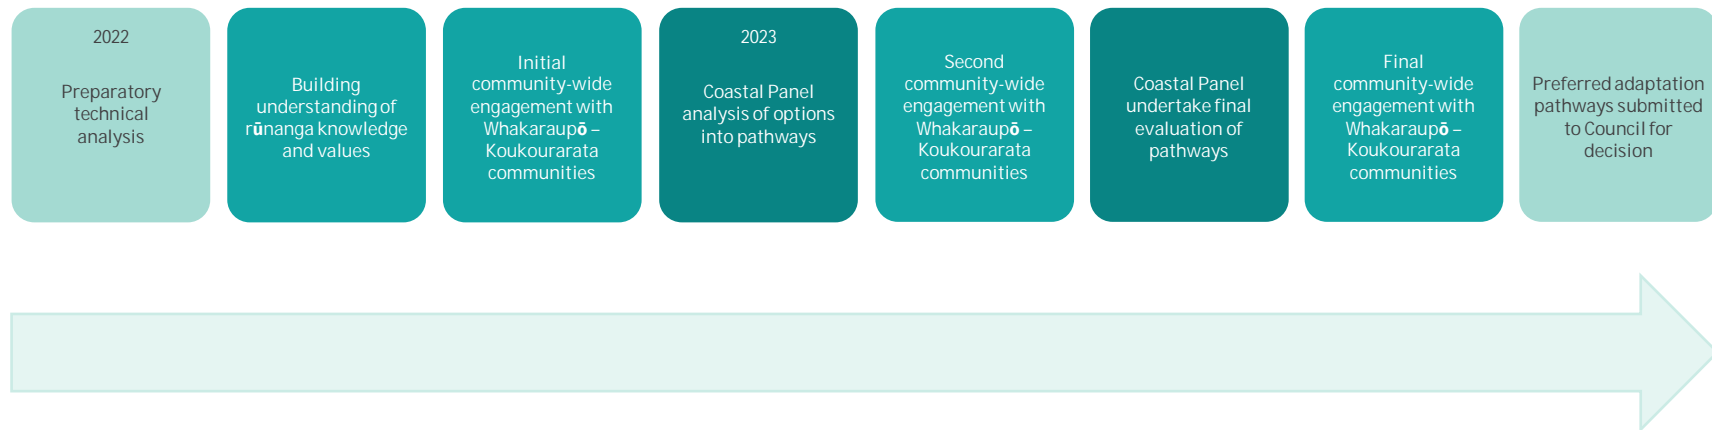 2022
Preparatory
technical
analysis
Building
understanding of
rūnanga knowledge
and values
Initial
community-wide
engagement with
Whakaraupō –
Koukourarata
communities
2023
Coastal Panel
analysis of options
into pathways
Second
community-wide
engagement with
Whakaraupō –
Koukourarata
communities
Coastal Panel
undertake final
evaluation of
pathways
Final
community-wide
engagement with
Whakaraupō –
Koukourarata
communities
Preferred adaptation
pathways submitted
to Council for
decision